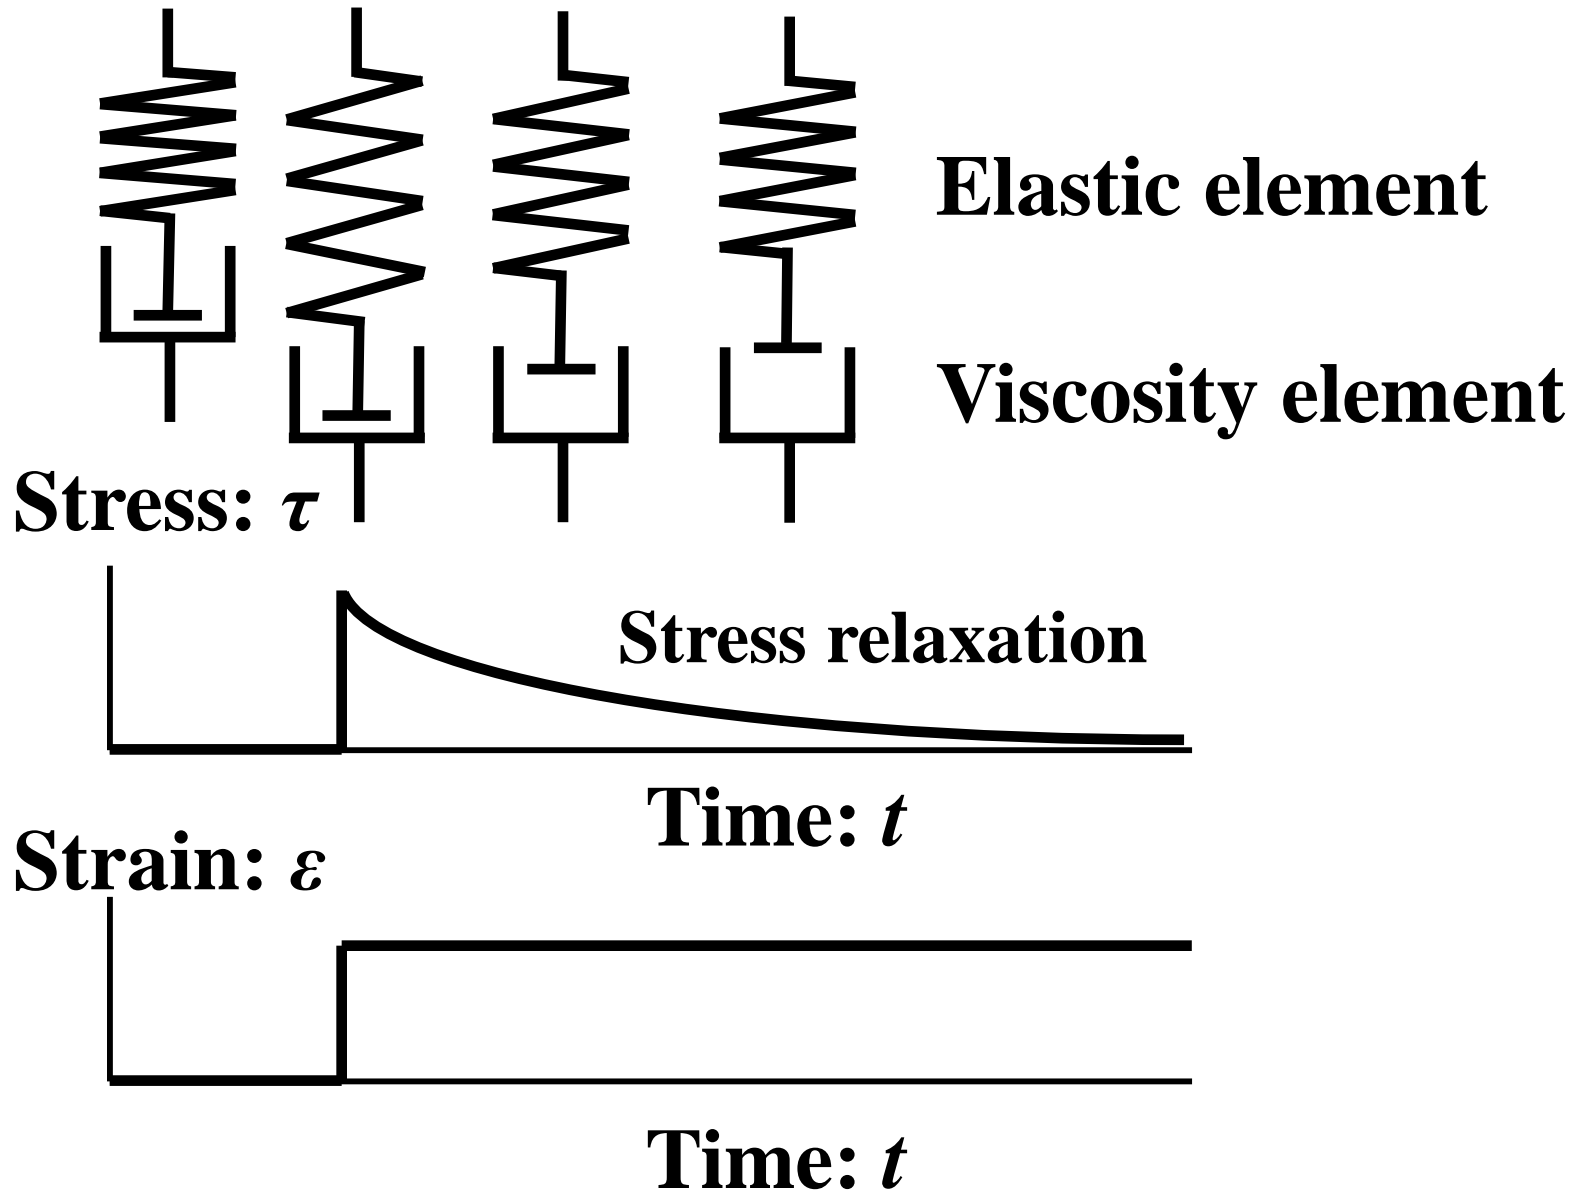 Elastic element
Viscosity element
Stress: τ
Stress relaxation
Time: t
Strain: ε
Time: t